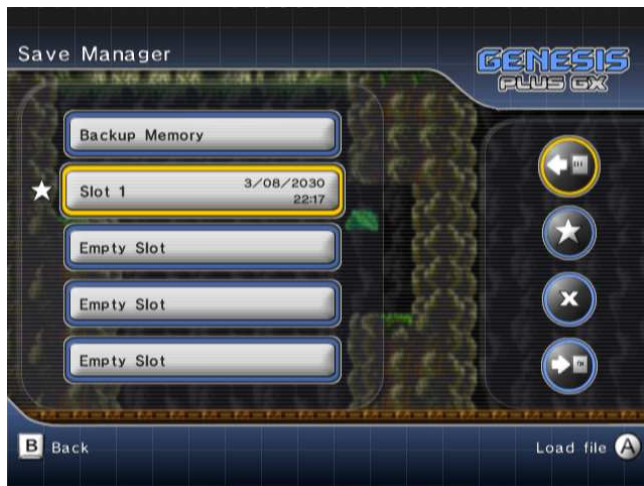 Save Manager
GENESIS
PLUS GX
Backup Memory
Slot 1
3/08/2030
22:17
Empty Slot
Empty Slot
Empty Slot
B Back
Load file A